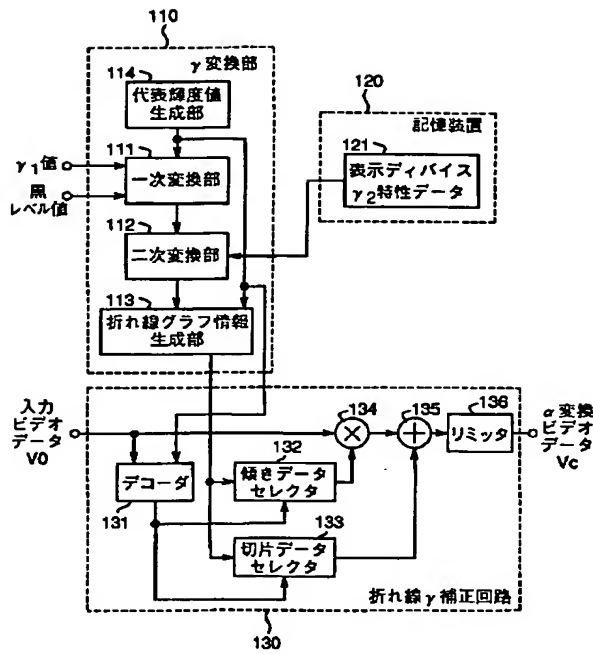 110
γ変換部
114
代表輝度値
生成部
120
記憶装置
121
表示ディバイス
γ2特性データ
γ1値
111
一次変換部
黒
レベル値
112
二次変換部
113
折れ線グラフ情報
生成部
入力
ビデオ
データ
V0
134
×
135
+
136
リミッタ
α変換
ビデオ
データ
Vc
132
傾きデータ
セレクタ
デコーダ
131
133
切片データ
セレクタ
折れ線γ補正回路
130